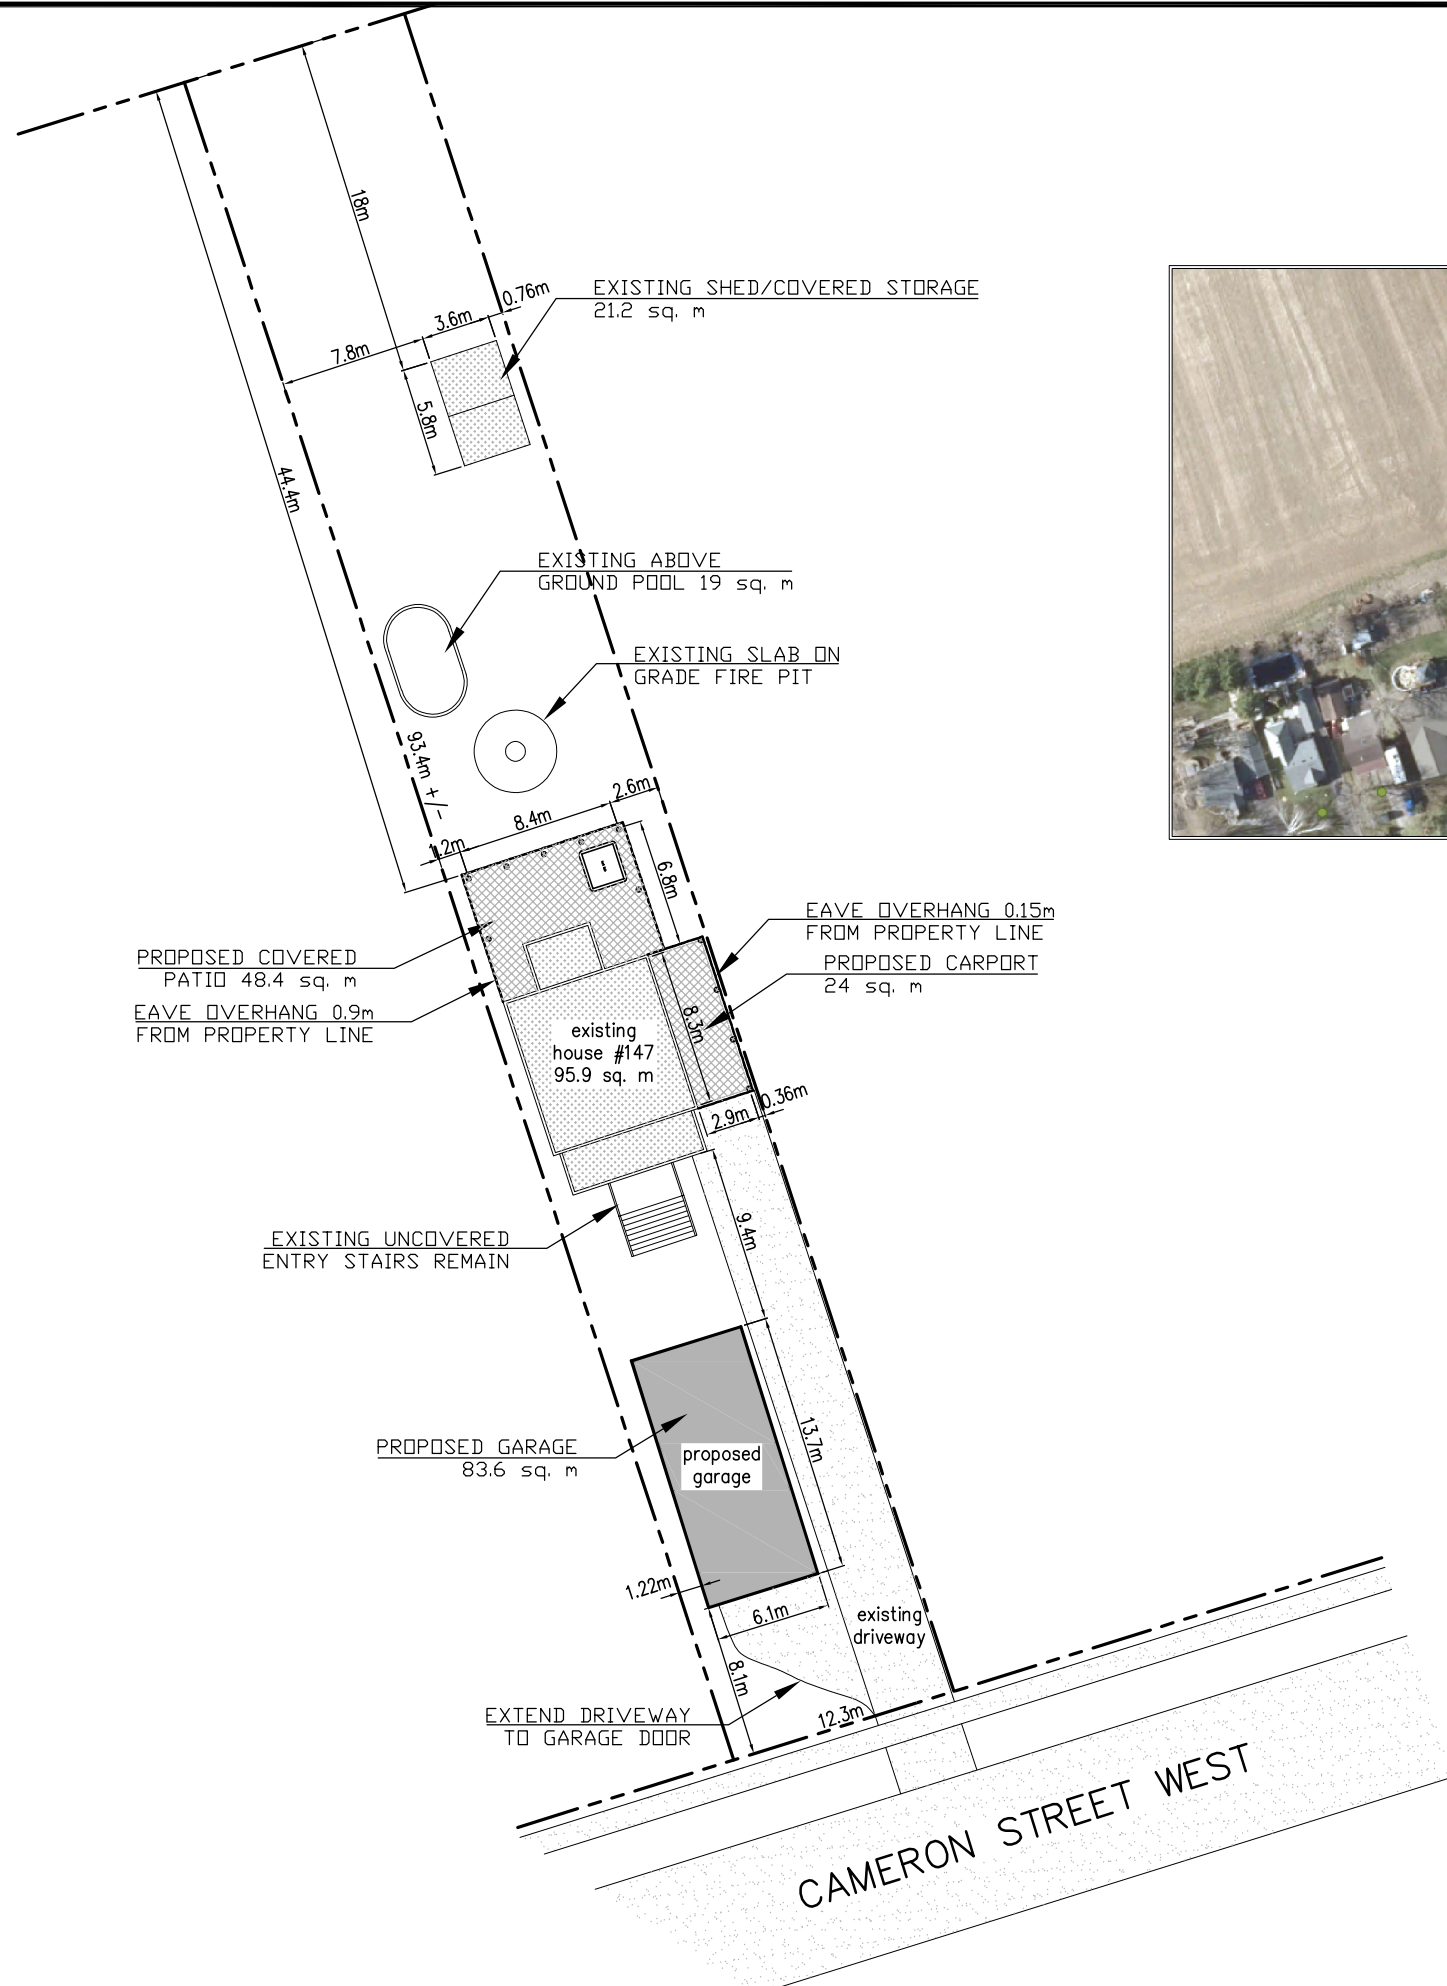 18m
EXISTING SHED/COVERED STORAGE
21.2 sq. m
0.76m
3.6m
7.8m
5.8m
44.4m
EXISTING ABOVE
GROUND POOL 19 sq. m
EXISTING SLAB ON
GRADE FIRE PIT
93.4m +/-
2.6m
8.4m
1.2m
6.8m
EAVE OVERHANG 0.15m
FROM PROPERTY LINE
PROPOSED COVERED
PATIO 48.4 sq. m
PROPOSED CARPORT
24 sq. m
EAVE OVERHANG 0.9m
FROM PROPERTY LINE
8.3m
existing
house #147
95.9 sq. m
0.36m
2.9m
9.4m
EXISTING UNCOVERED
ENTRY STAIRS REMAIN
PROPOSED GARAGE
83.6 sq. m
proposed
garage
13.7m
1.22m
6.1m
existing
driveway
8.1m
EXTEND DRIVEWAY
TO GARAGE DOOR
12.3m
CAMERON STREET WEST